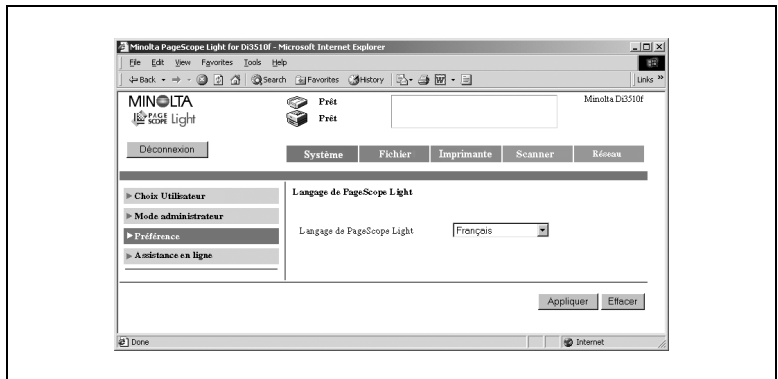 Minolta PageScope Light for Di3510f - Microsoft Internet Explorer
File Edit View Favorites Tools Help
Back Search Favorites History Links »
MINOLTA
PAGE SCOPE Light
Prêt
Prêt
Minolta Di3510f
Déconnexion
Système Fichier Imprimante Scanner Réseau
Choix Utilisateur
Mode administrateur
Préférence
Assistance en ligne
Langage de PageScope Light
Langage de PageScope Light Français
Appliquer Effacer
Done Internet